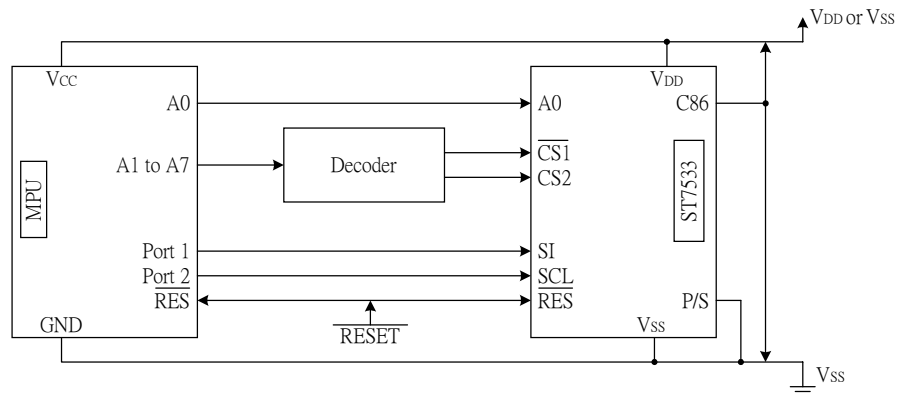 VDD or VSS
VCC
VDD
A0
A0
C86
A1 to A7
Decoder
CS1
CS2
MPU
ST7533
Port 1
SI
Port 2
SCL
RES
RES
P/S
GND
RESET
VSS
VSS